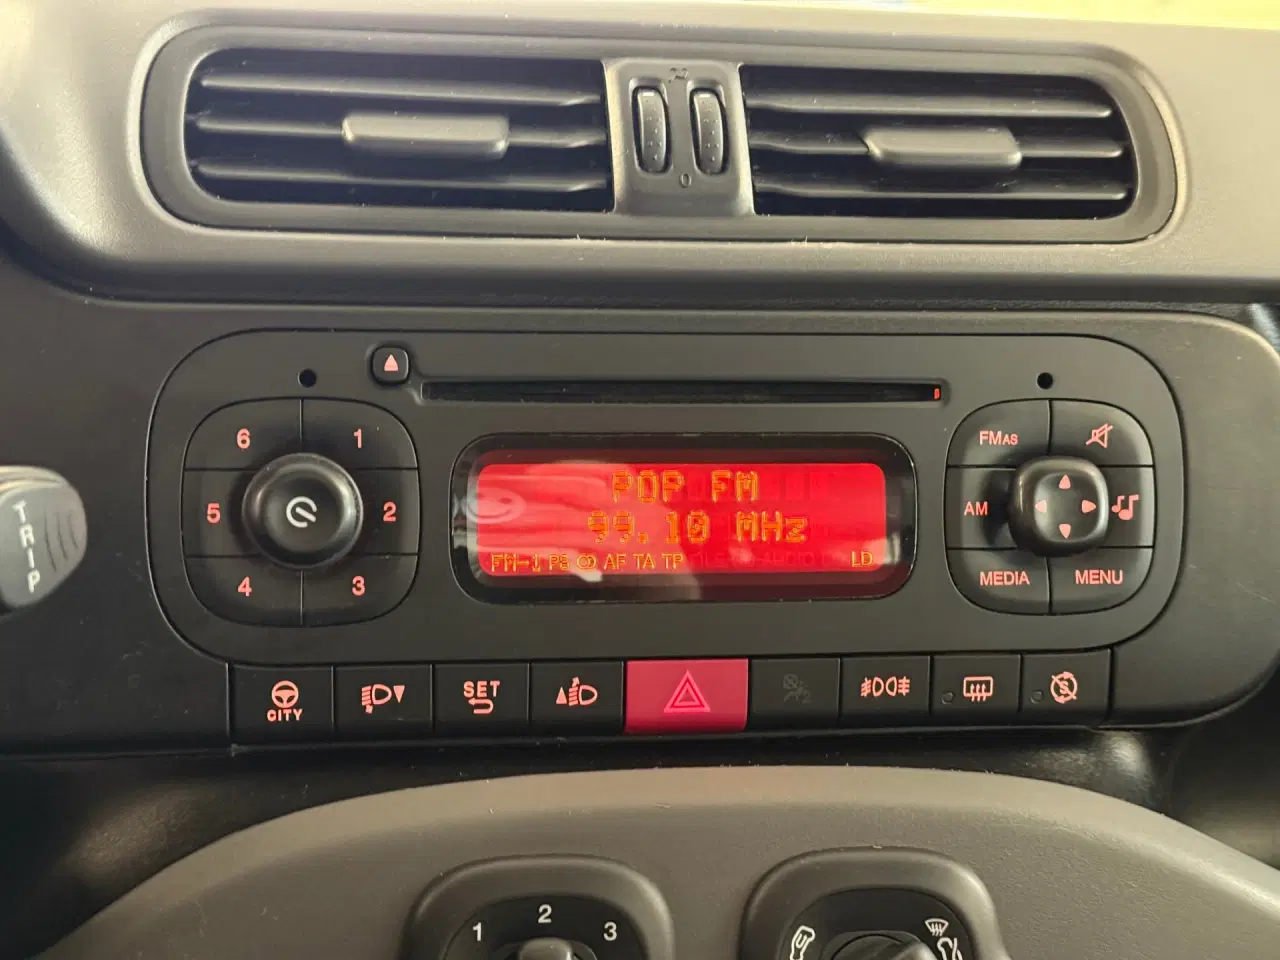 0
6 1
5 2
4 3
FMAS
AM
MEDIA MENU
POP FM
99.10 MHz
FM-1 PS AF TA TP LD
TRIP
CITY
SET
1 2 3